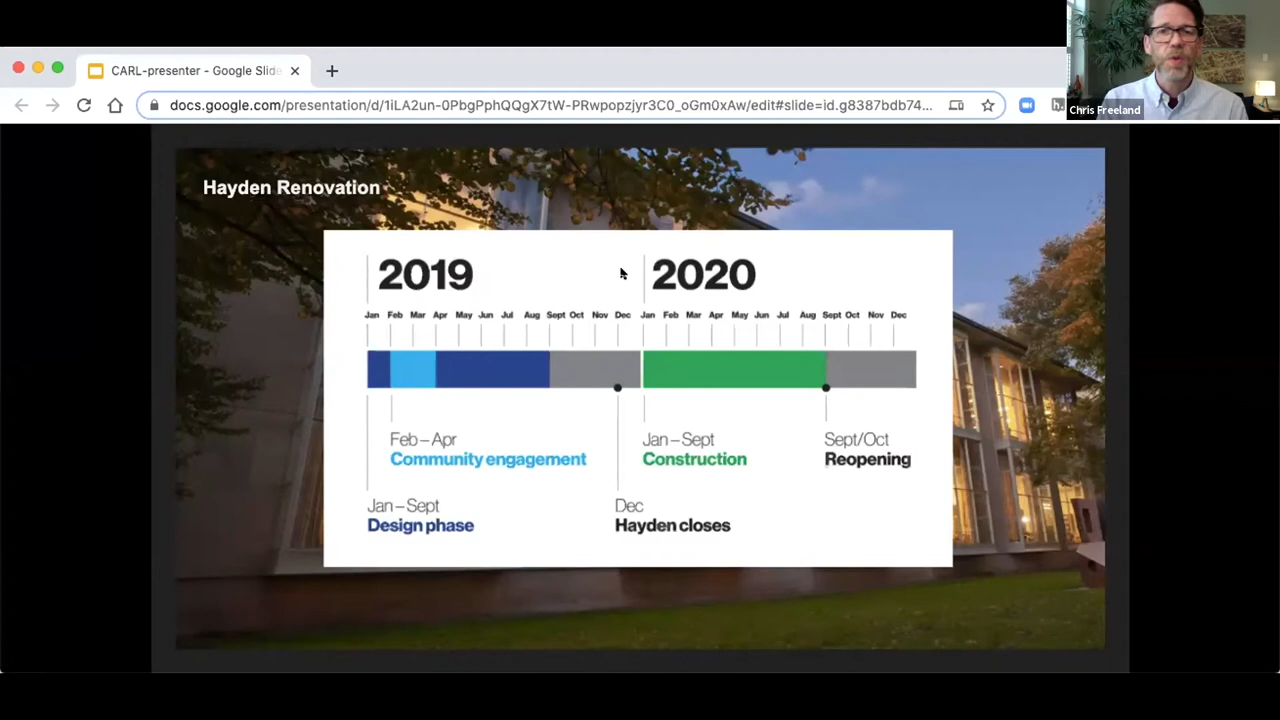 CARL-presenter - Google Slide
docs.google.com/presentation/d/1iLA2un-0PbgPphQQgX7tW-PRwpopzjyr3C0_oGm0xAw/edit#slide=id.g8387bdb74...
h.
Chris Freeland
Hayden Renovation
2019 2020
Jan Feb Mar Apr May Jun Jul Aug Sept Oct Nov Dec Jan Feb Mar Apr May Jun Jul Aug Sept Oct Nov Dec
Feb – Apr
Community engagement
Jan – Sept
Construction
Sept/Oct
Reopening
Jan – Sept
Design phase
Dec
Hayden closes